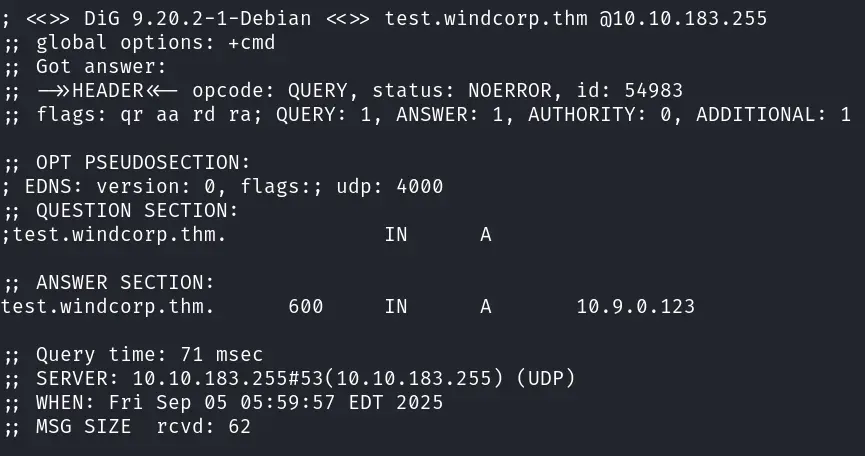 ; <<>> DiG 9.20.2-1-Debian <<>> test.windcorp.thm @10.10.183.255
;; global options: +cmd
;; Got answer:
;; ->>HEADER<<- opcode: QUERY, status: NOERROR, id: 54983
;; flags: qr aa rd ra; QUERY: 1, ANSWER: 1, AUTHORITY: 0, ADDITIONAL: 1
;; OPT PSEUDOSECTION:
; EDNS: version: 0, flags:; udp: 4000
;; QUESTION SECTION:
;test.windcorp.thm. IN A
;; ANSWER SECTION:
test.windcorp.thm. 600 IN A 10.9.0.123
;; Query time: 71 msec
;; SERVER: 10.10.183.255#53(10.10.183.255) (UDP)
;; WHEN: Fri Sep 05 05:59:57 EDT 2025
;; MSG SIZE rcvd: 62